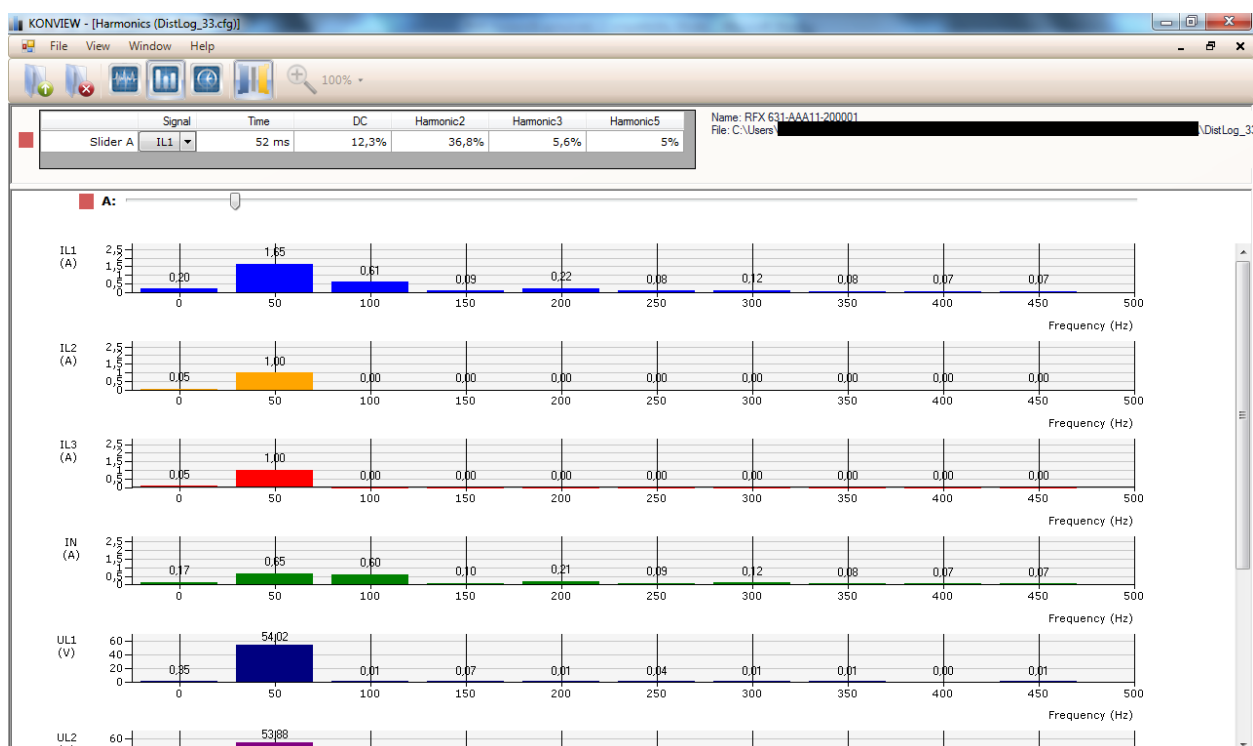 KONVIEW - [Harmonics (DistLog_33.cfg)]
File View Window Help
100%
Signal Time DC Harmonic2 Harmonic3 Harmonic5
Slider A IL1 52 ms 12,3% 36,8% 5,6% 5%
Name: RFX 631-AAA11-200001
File: C:\Users\ \DistLog_33
A:
IL1 (A)
2,5 2 1,5 1 0,5 0
0,20 1,65 0,61 0,09 0,22 0,08 0,12 0,08 0,07 0,07
0 50 100 150 200 250 300 350 400 450 500
Frequency (Hz)
IL2 (A)
2,5 2 1,5 1 0,5 0
0,05 1,00 0,00 0,00 0,00 0,00 0,00 0,00 0,00 0,00
0 50 100 150 200 250 300 350 400 450 500
Frequency (Hz)
IL3 (A)
2,5 2 1,5 1 0,5 0
0,05 1,00 0,00 0,00 0,00 0,00 0,00 0,00 0,00 0,00
0 50 100 150 200 250 300 350 400 450 500
Frequency (Hz)
IN (A)
2,5 2 1,5 1 0,5 0
0,17 0,65 0,60 0,10 0,21 0,09 0,12 0,08 0,07 0,07
0 50 100 150 200 250 300 350 400 450 500
Frequency (Hz)
UL1 (V)
60 40 20 0
0,35 54,02 0,01 0,07 0,01 0,04 0,01 0,01 0,00 0,01
0 50 100 150 200 250 300 350 400 450 500
Frequency (Hz)
UL2
60
53,88